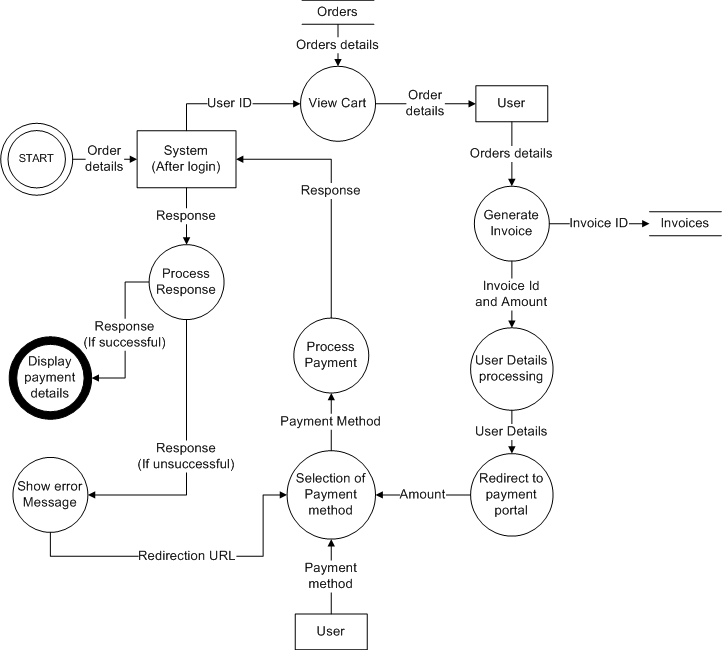 Orders
Orders details
User ID
View Cart
Order
details
User
START
Order
details
System
(After login)
Orders details
Response
Response
Generate
Invoice
Invoice ID
Invoices
Process
Response
Invoice Id
and Amount
Response
(If successful)
Display
payment
details
Process
Payment
User Details
processing
Payment Method
User Details
Response
(If unsuccessful)
Show error
Message
Selection of
Payment
method
Amount
Redirect to
payment
portal
Redirection URL
Payment
method
User